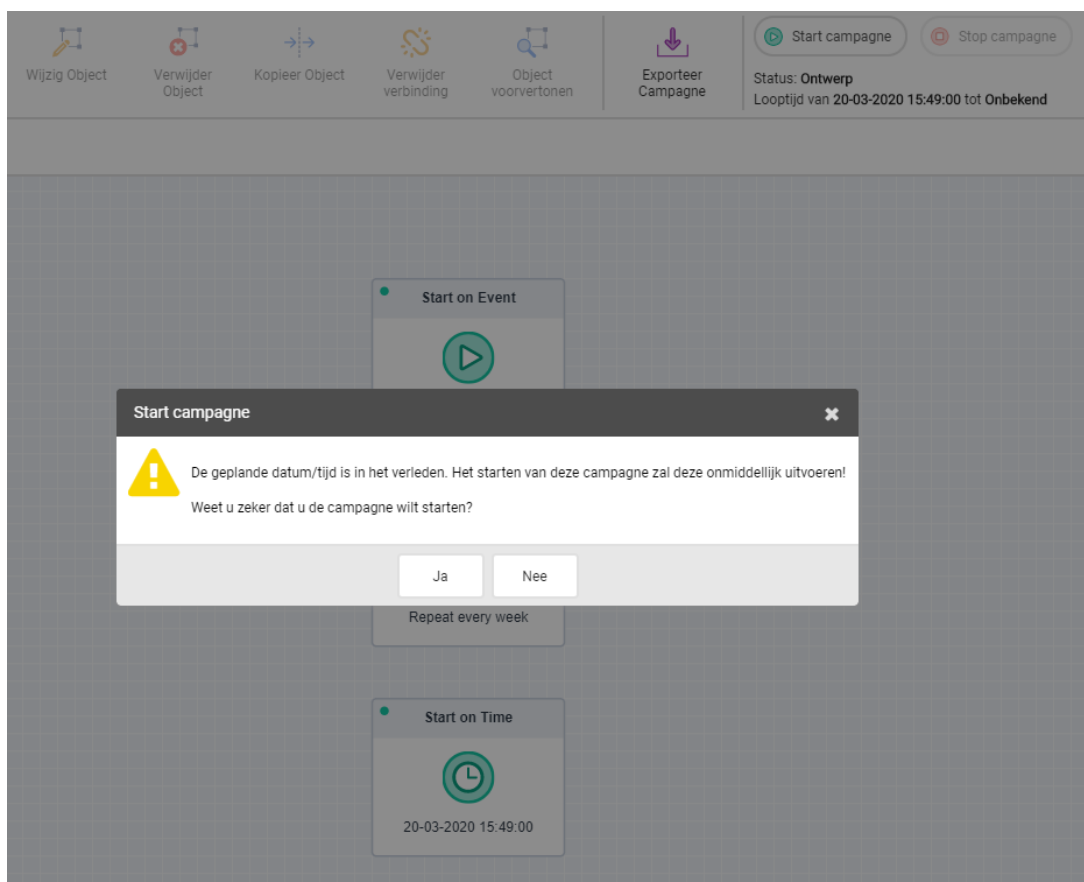 Wijzig Object
Verwijder
Object
Kopieer Object
Verwijder
verbinding
Object
voorvertonen
Exporteer
Campagne
Start campagne
Stop campagne
Status: Ontwerp
Looptijd van 20-03-2020 15:49:00 tot Onbekend
Start on Event
Start campagne
De geplande datum/tijd is in het verleden. Het starten van deze campagne zal deze onmiddellijk uitvoeren!
Weet u zeker dat u de campagne wilt starten?
Ja
Nee
Repeat every week
Start on Time
20-03-2020 15:49:00